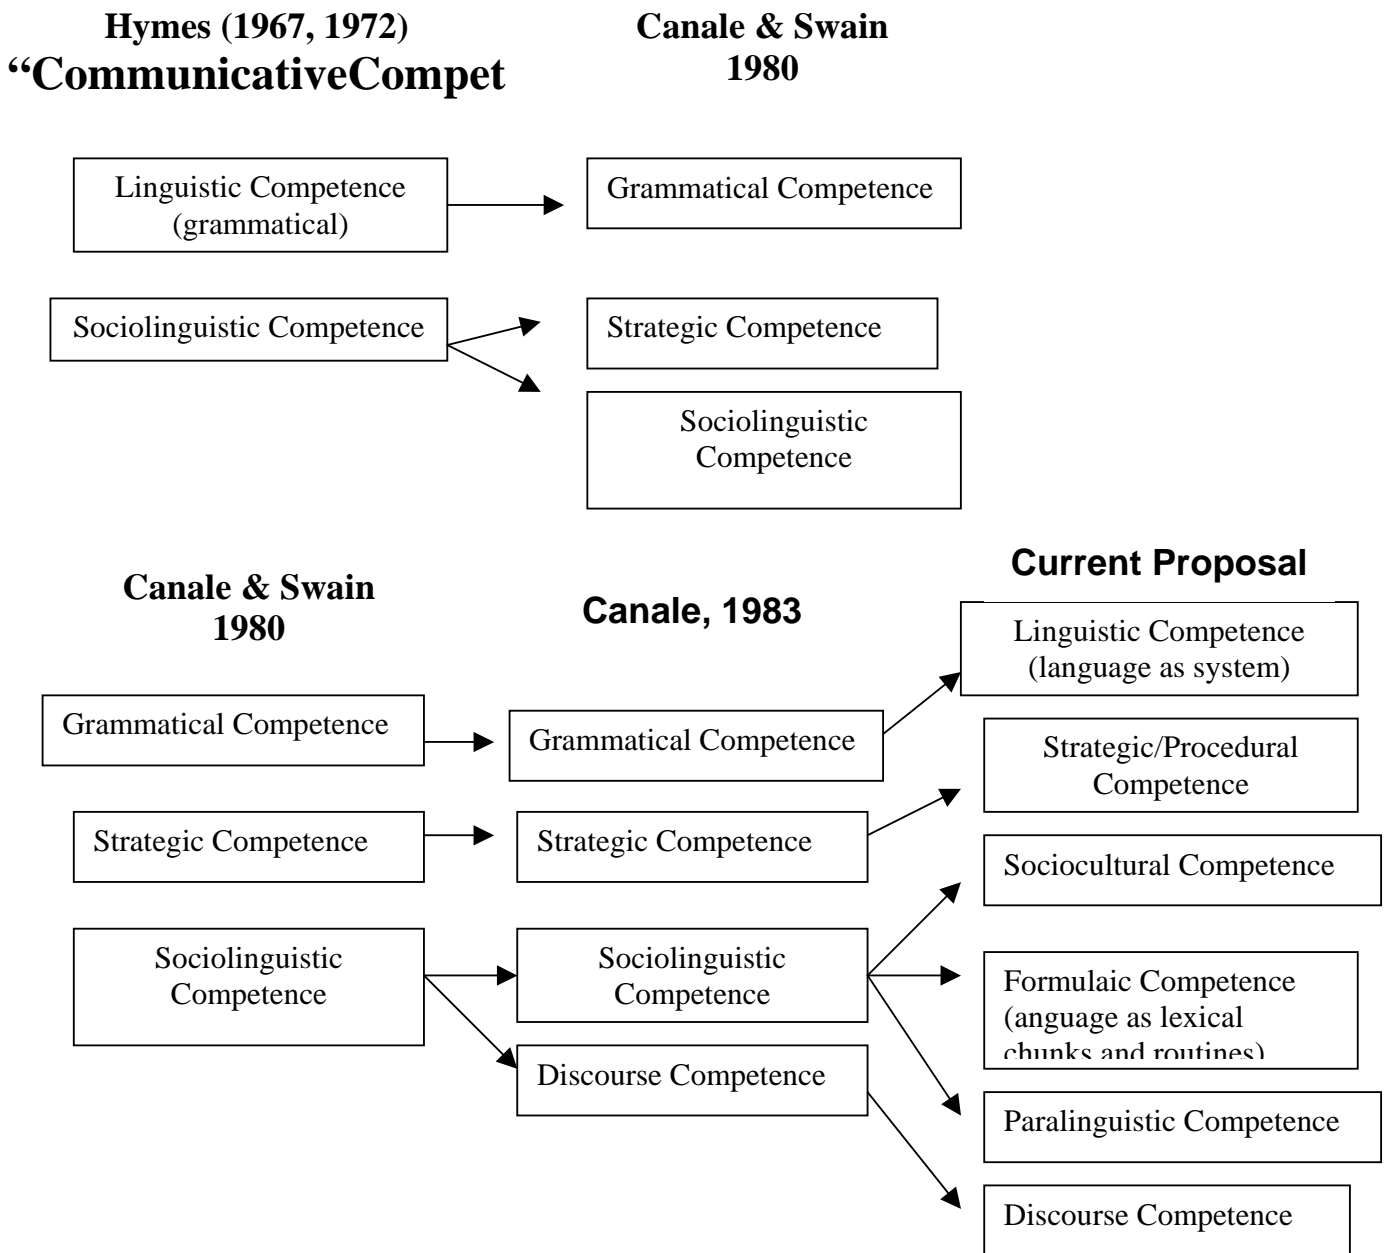 Hymes (1967, 1972)
“CommunicativeCompet
Canale & Swain
1980
Linguistic Competence
(grammatical)
Grammatical Competence
Sociolinguistic Competence
Strategic Competence
Sociolinguistic
Competence
Canale & Swain
1980
Canale, 1983
Current Proposal
Grammatical Competence
Grammatical Competence
Linguistic Competence
(language as system)
Strategic Competence
Strategic Competence
Strategic/Procedural
Competence
Sociolinguistic
Competence
Sociolinguistic
Competence
Sociocultural Competence
Formulaic Competence
(anguage as lexical
chunks and routines)
Discourse Competence
Paralinguistic Competence
Discourse Competence